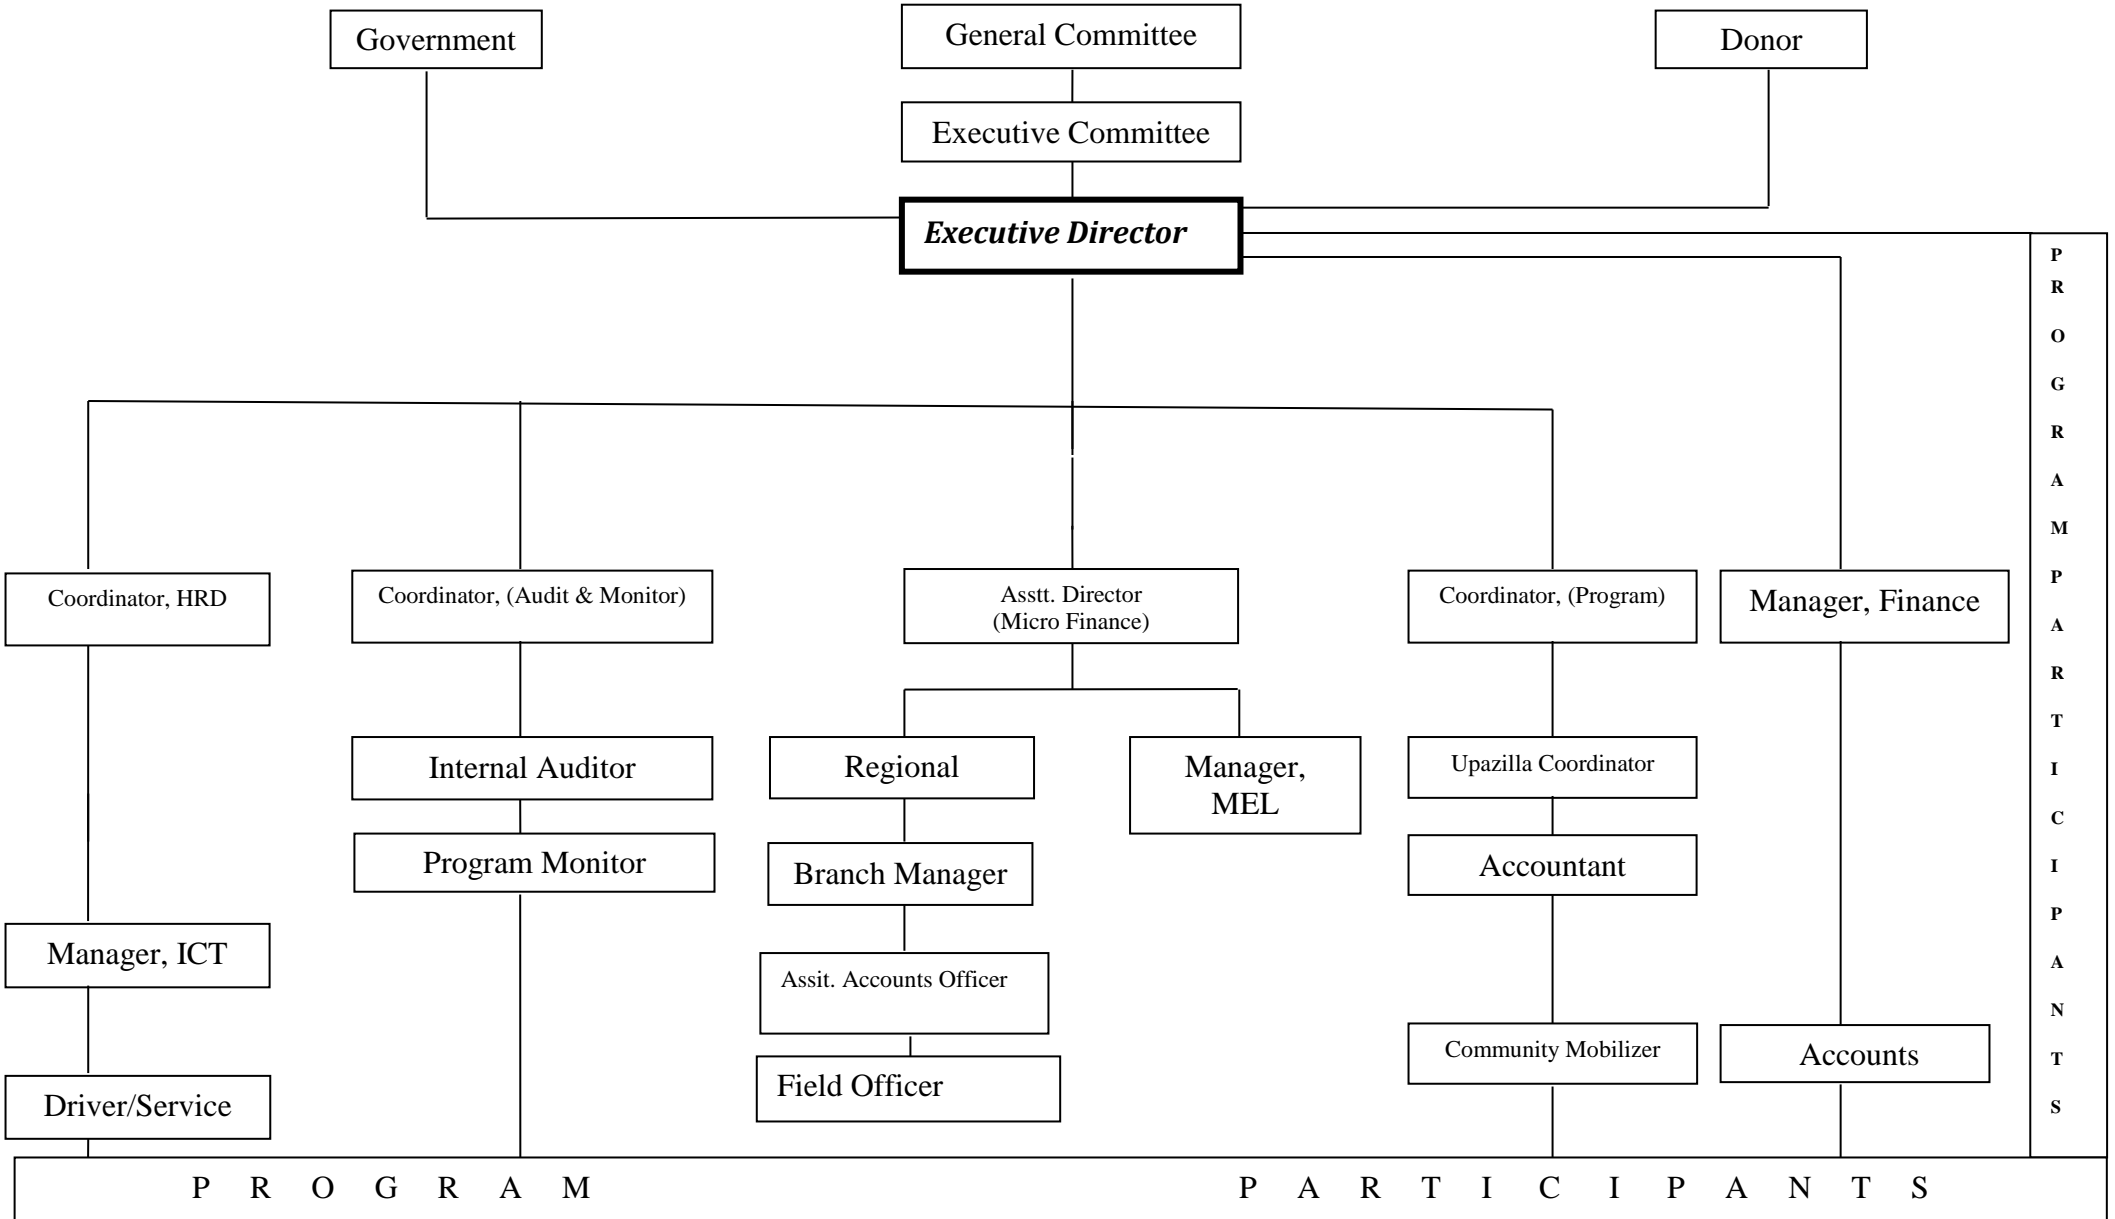 Government
General Committee
Donor
Executive Committee
Executive Director
Coordinator, HRD
Coordinator, (Audit & Monitor)
Asstt. Director
(Micro Finance)
Coordinator, (Program)
Manager, Finance
Internal Auditor
Regional
Manager,
MEL
Upazilla Coordinator
Program Monitor
Branch Manager
Accountant
Manager, ICT
Assit. Accounts Officer
Community Mobilizer
Accounts
Field Officer
Driver/Service
P
R
O
G
R
A
M
P
A
R
T
I
C
I
P
A
N
T
S
P R O G R A M P A R T I C I P A N T S